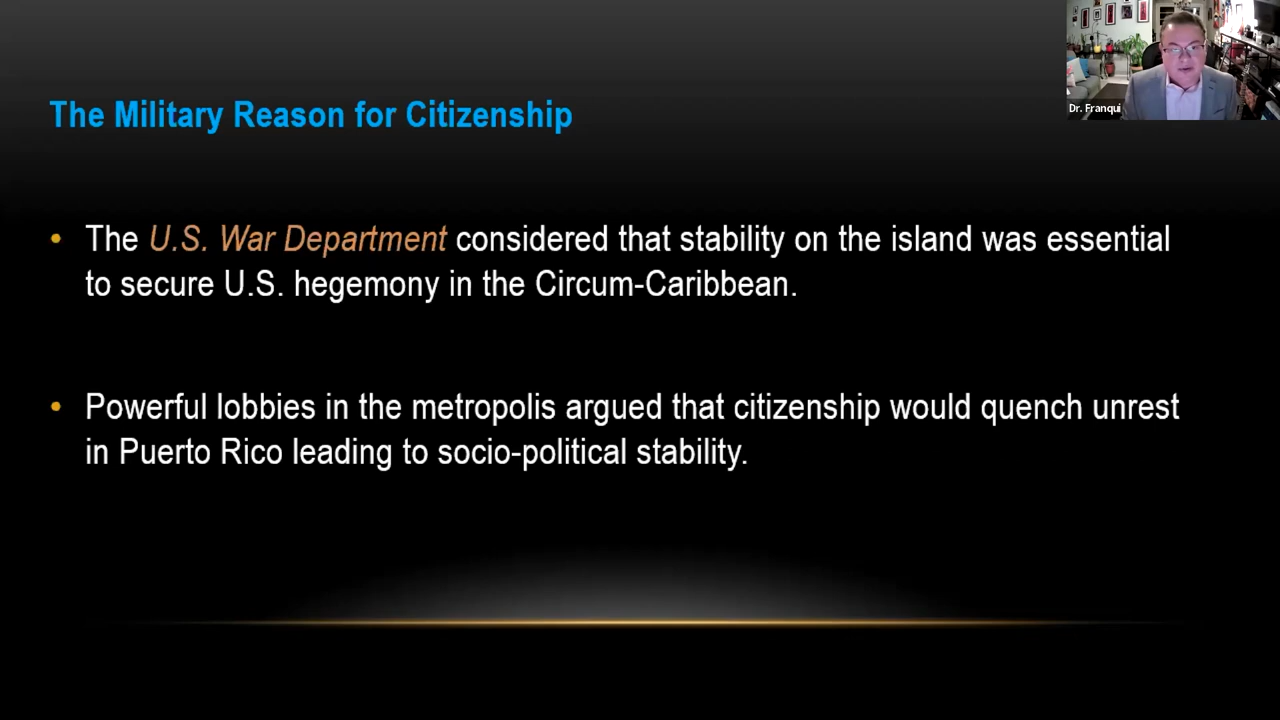 The Military Reason for Citizenship
Dr. Franqui
• The U.S. War Department considered that stability on the island was essential
to secure U.S. hegemony in the Circum-Caribbean.
• Powerful lobbies in the metropolis argued that citizenship would quench unrest
in Puerto Rico leading to socio-political stability.